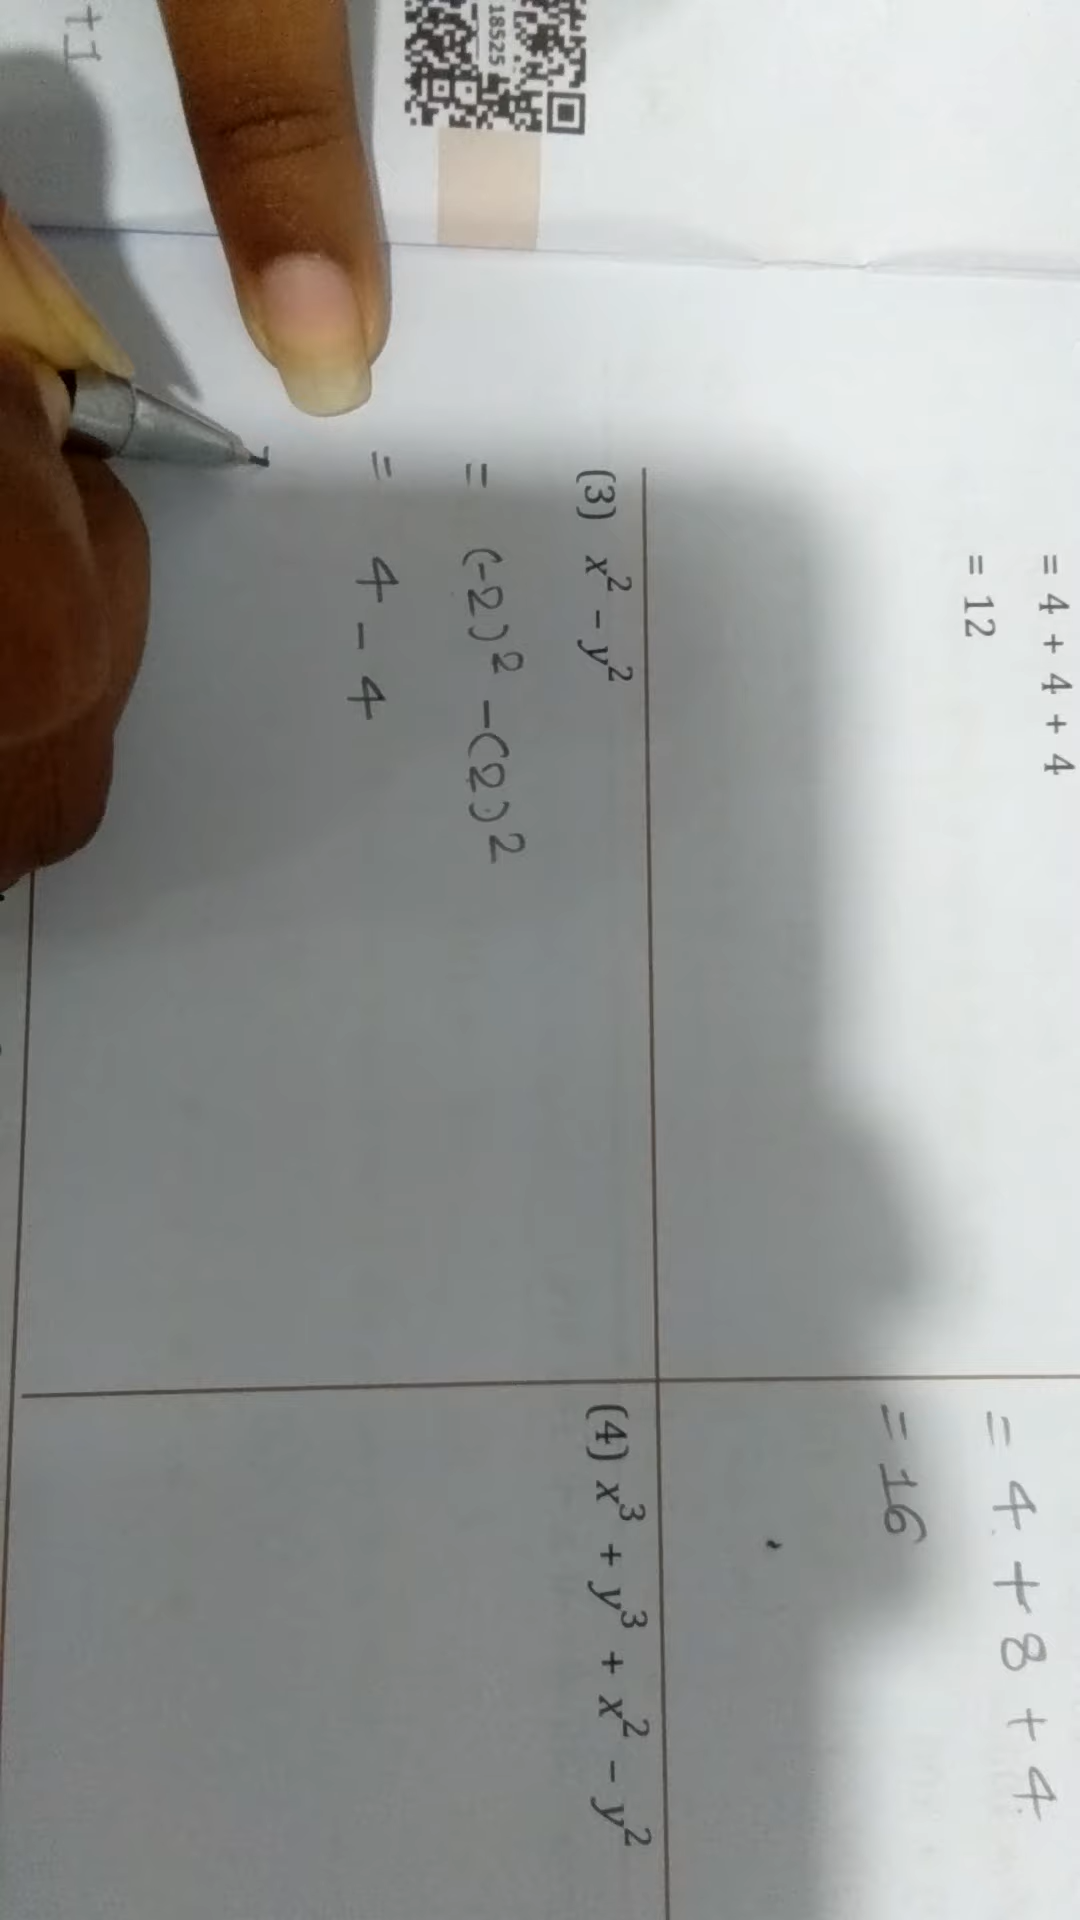 +1
18525
= 4 + 4 + 4
= 12
= 4 + 8 + 4
= 16
(3) x² − y²
= (-2)² - (2)²
= 4 - 4
(4) x³ + y³ + x² − y²